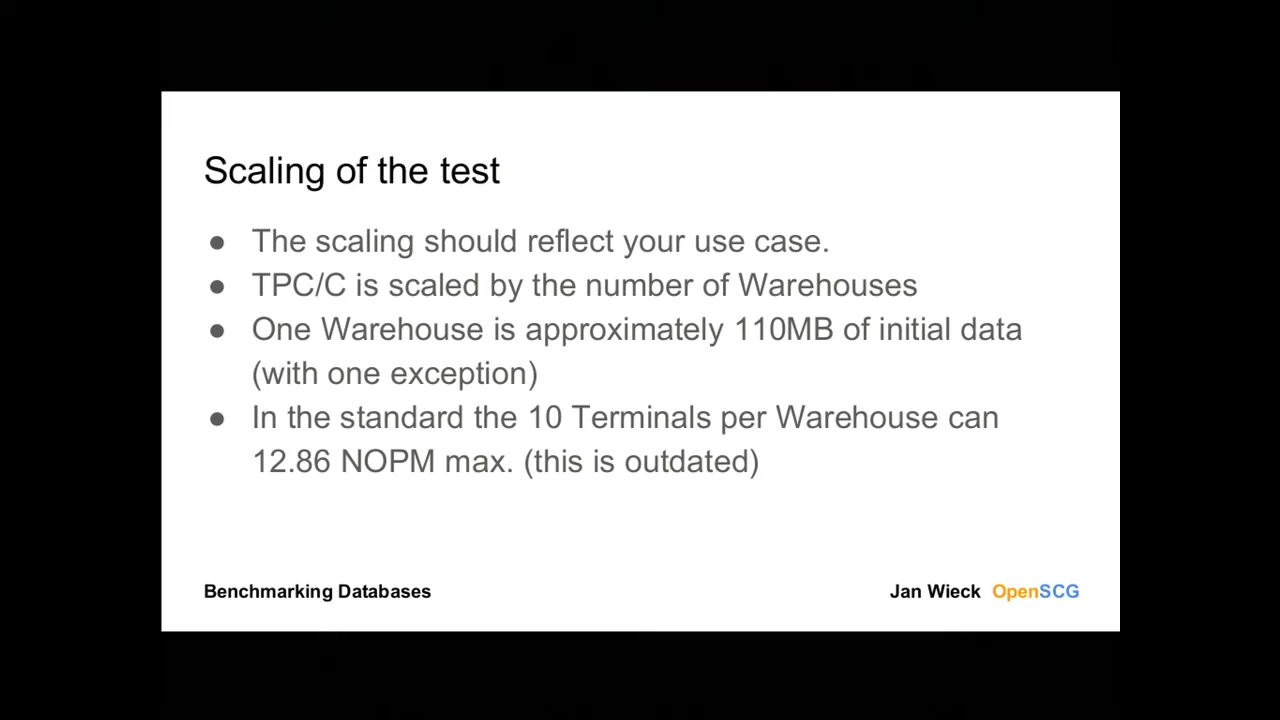 Scaling of the test
● The scaling should reflect your use case.
● TPC/C is scaled by the number of Warehouses
● One Warehouse is approximately 110MB of initial data
(with one exception)
● In the standard the 10 Terminals per Warehouse can
12.86 NOPM max. (this is outdated)
Benchmarking Databases
Jan Wieck OpenSCG